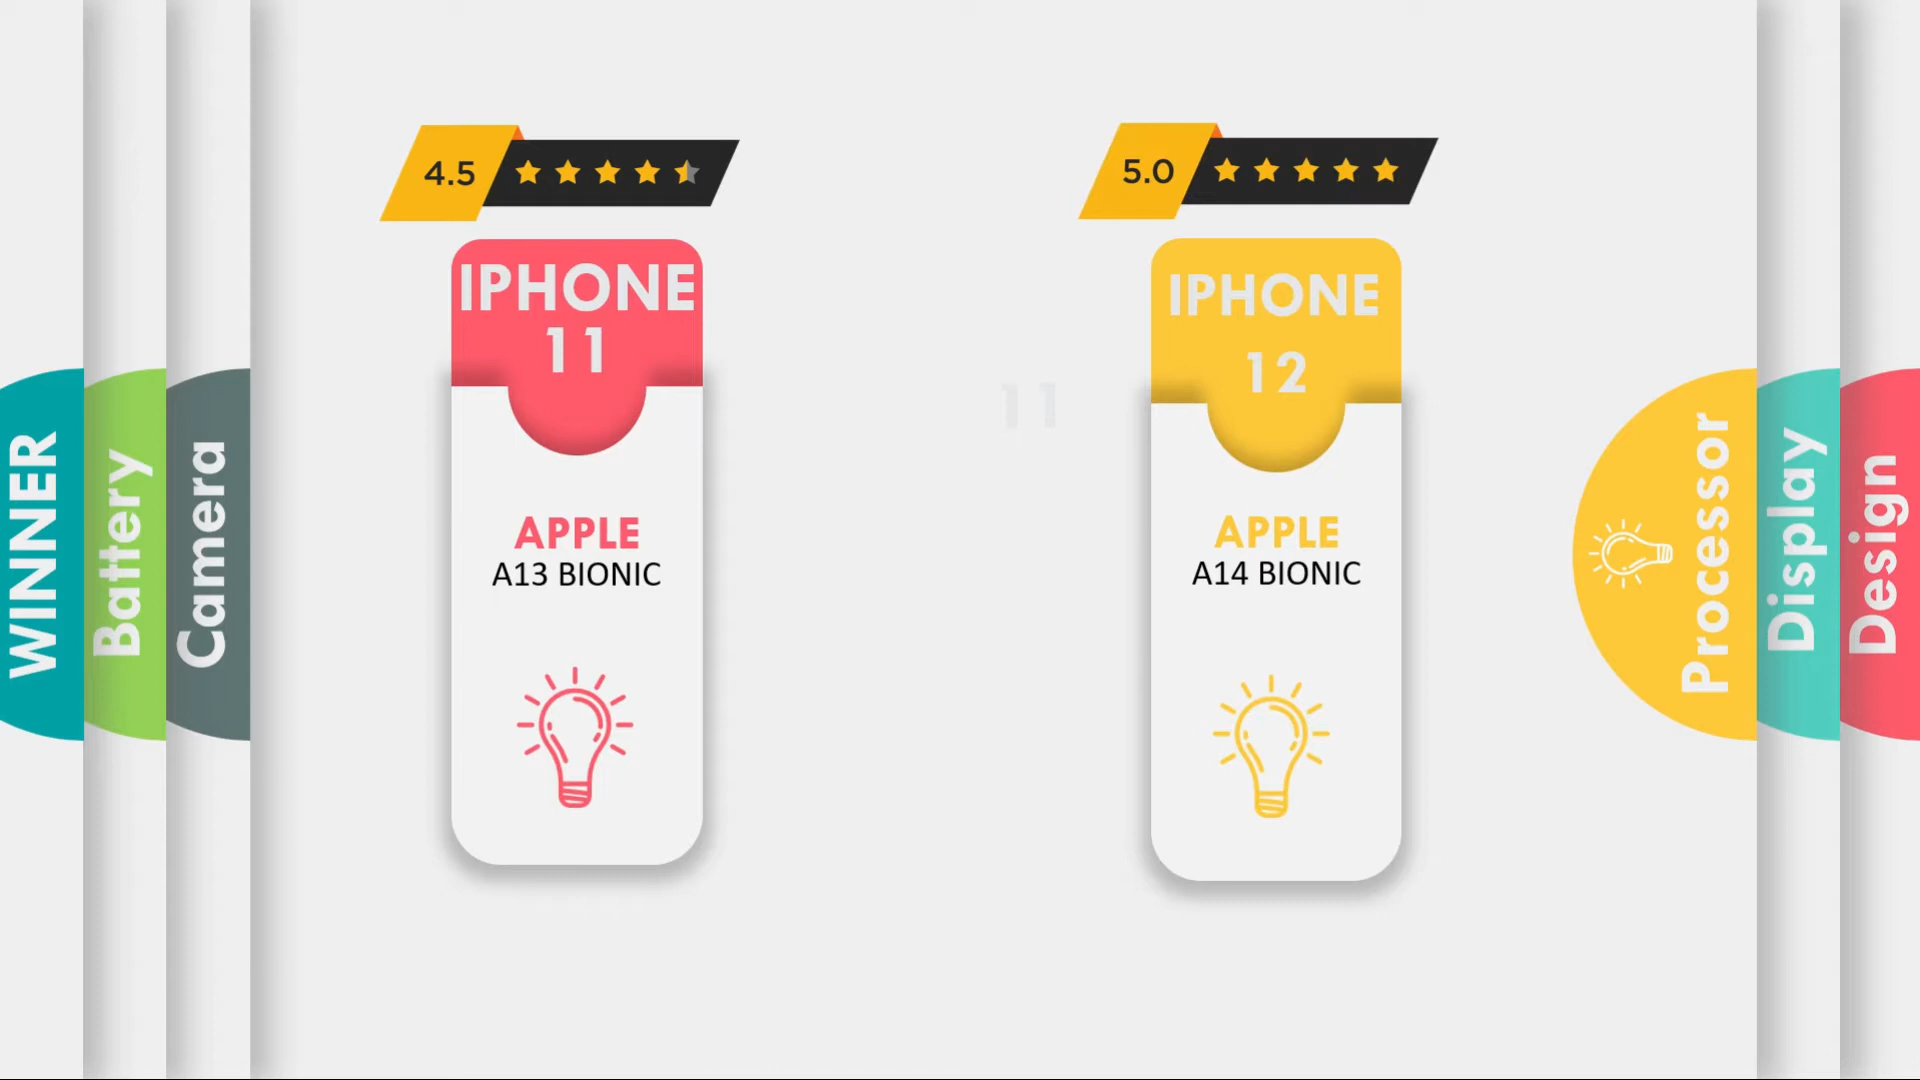 WINNER
Battery
Camera
4.5
IPHONE
11
APPLE
A13 BIONIC
11
5.0
IPHONE
12
APPLE
A14 BIONIC
Processor
Display
Design